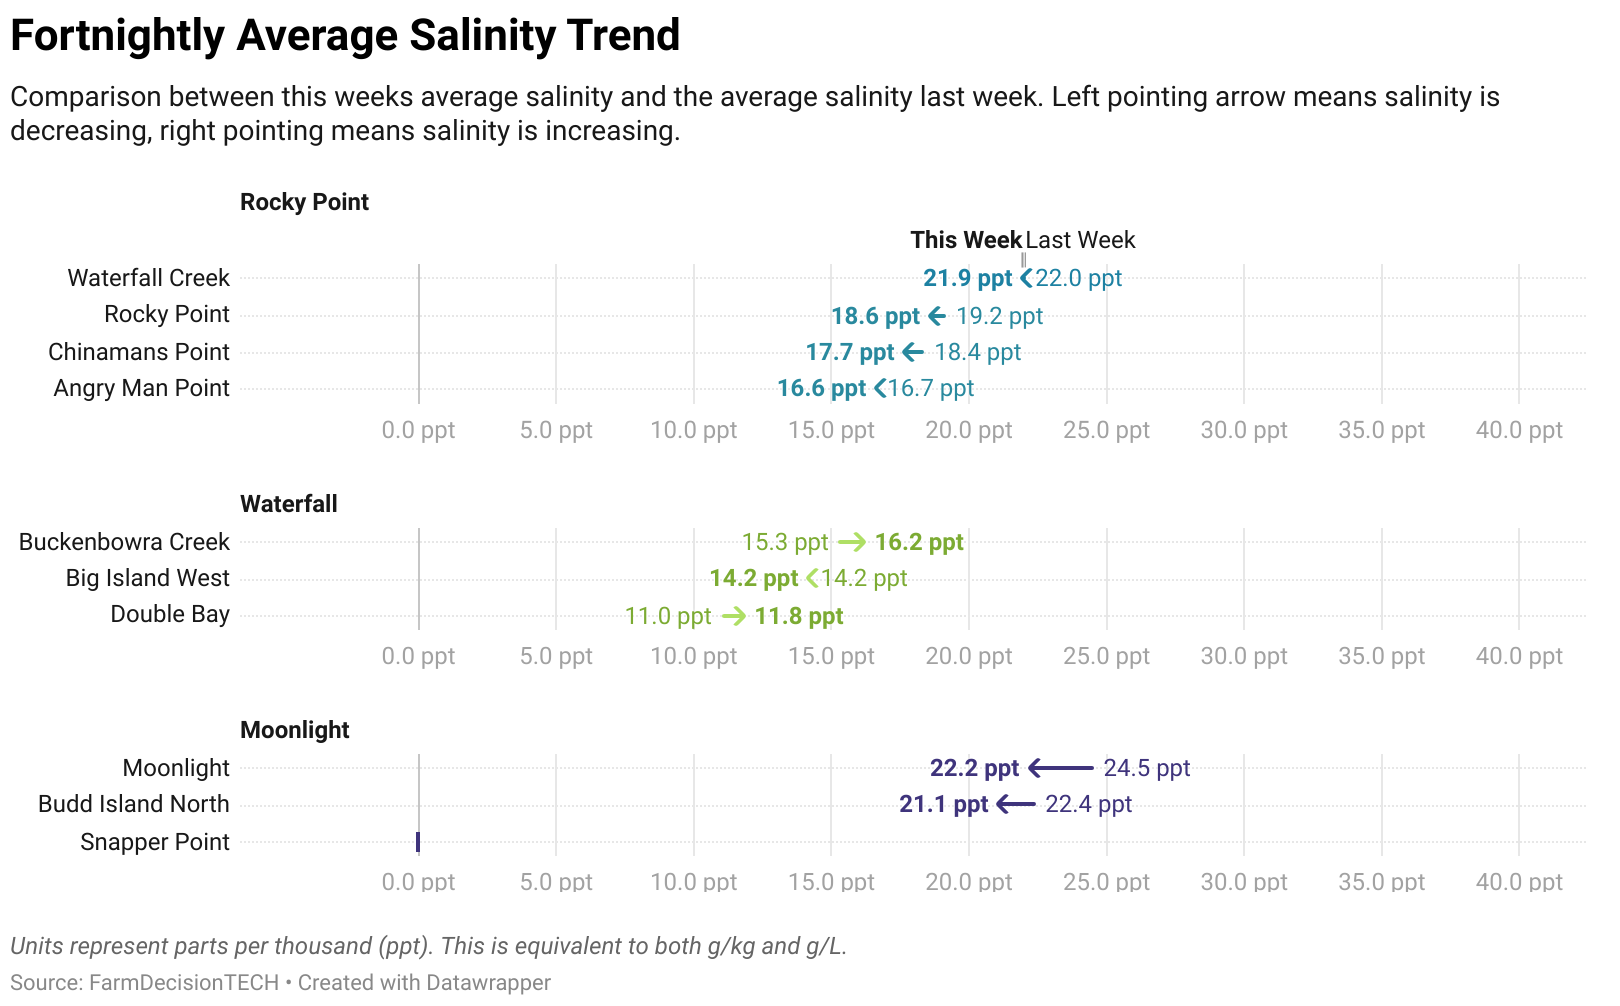 Fortnightly Average Salinity Trend
Comparison between this weeks average salinity and the average salinity last week. Left pointing arrow means salinity is
decreasing, right pointing means salinity is increasing.
Rocky Point
This Week Last Week
Waterfall Creek 21.9 ppt 22.0 ppt
Rocky Point 18.6 ppt 19.2 ppt
Chinamans Point 17.7 ppt 18.4 ppt
Angry Man Point 16.6 ppt 16.7 ppt
0.0 ppt 5.0 ppt 10.0 ppt 15.0 ppt 20.0 ppt 25.0 ppt 30.0 ppt 35.0 ppt 40.0 ppt
Waterfall
Buckenbowra Creek 15.3 ppt 16.2 ppt
Big Island West 14.2 ppt 14.2 ppt
Double Bay 11.0 ppt 11.8 ppt
0.0 ppt 5.0 ppt 10.0 ppt 15.0 ppt 20.0 ppt 25.0 ppt 30.0 ppt 35.0 ppt 40.0 ppt
Moonlight
Moonlight 22.2 ppt 24.5 ppt
Budd Island North 21.1 ppt 22.4 ppt
Snapper Point
0.0 ppt 5.0 ppt 10.0 ppt 15.0 ppt 20.0 ppt 25.0 ppt 30.0 ppt 35.0 ppt 40.0 ppt
Units represent parts per thousand (ppt). This is equivalent to both g/kg and g/L.
Source: FarmDecisionTECH • Created with Datawrapper